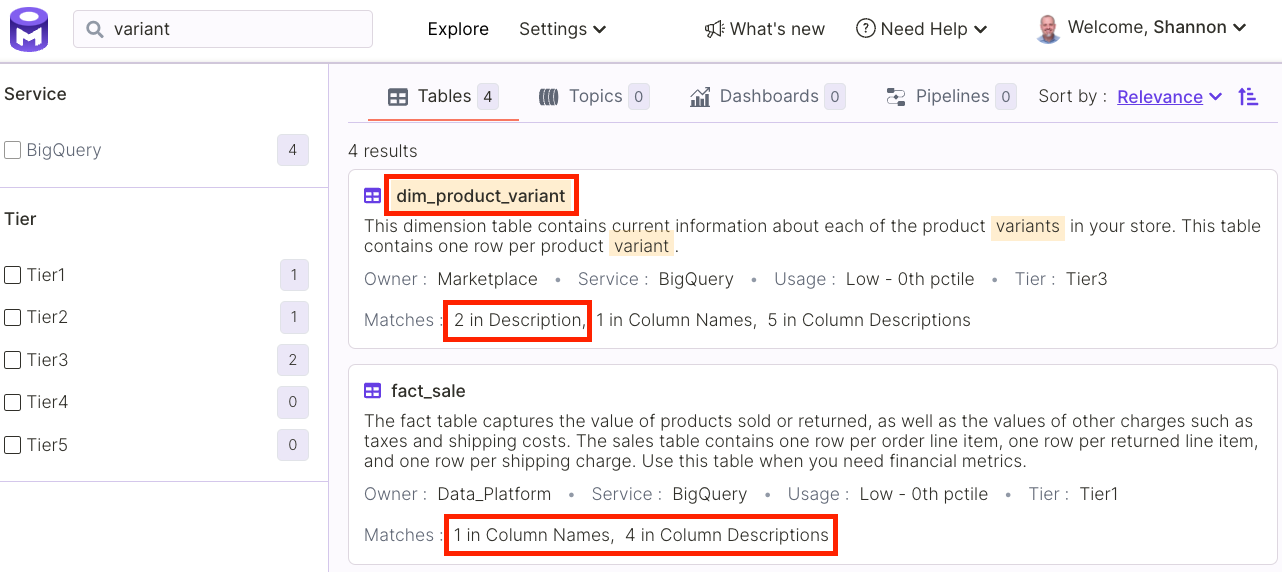 variant
Explore
Settings
What's new
Need Help
Welcome, Shannon
Service
BigQuery 4
Tier
Tier1 1
Tier2 1
Tier3 2
Tier4 0
Tier5 0
Tables 4
Topics 0
Dashboards 0
Pipelines 0
Sort by : Relevance
4 results
dim_product_variant
This dimension table contains current information about each of the product variants in your store. This table
contains one row per product variant.
Owner : Marketplace • Service : BigQuery • Usage : Low - 0th pctile • Tier : Tier3
Matches : 2 in Description, 1 in Column Names, 5 in Column Descriptions
fact_sale
The fact table captures the value of products sold or returned, as well as the values of other charges such as
taxes and shipping costs. The sales table contains one row per order line item, one row per returned line item,
and one row per shipping charge. Use this table when you need financial metrics.
Owner : Data_Platform • Service : BigQuery • Usage : Low - 0th pctile • Tier : Tier1
Matches : 1 in Column Names, 4 in Column Descriptions